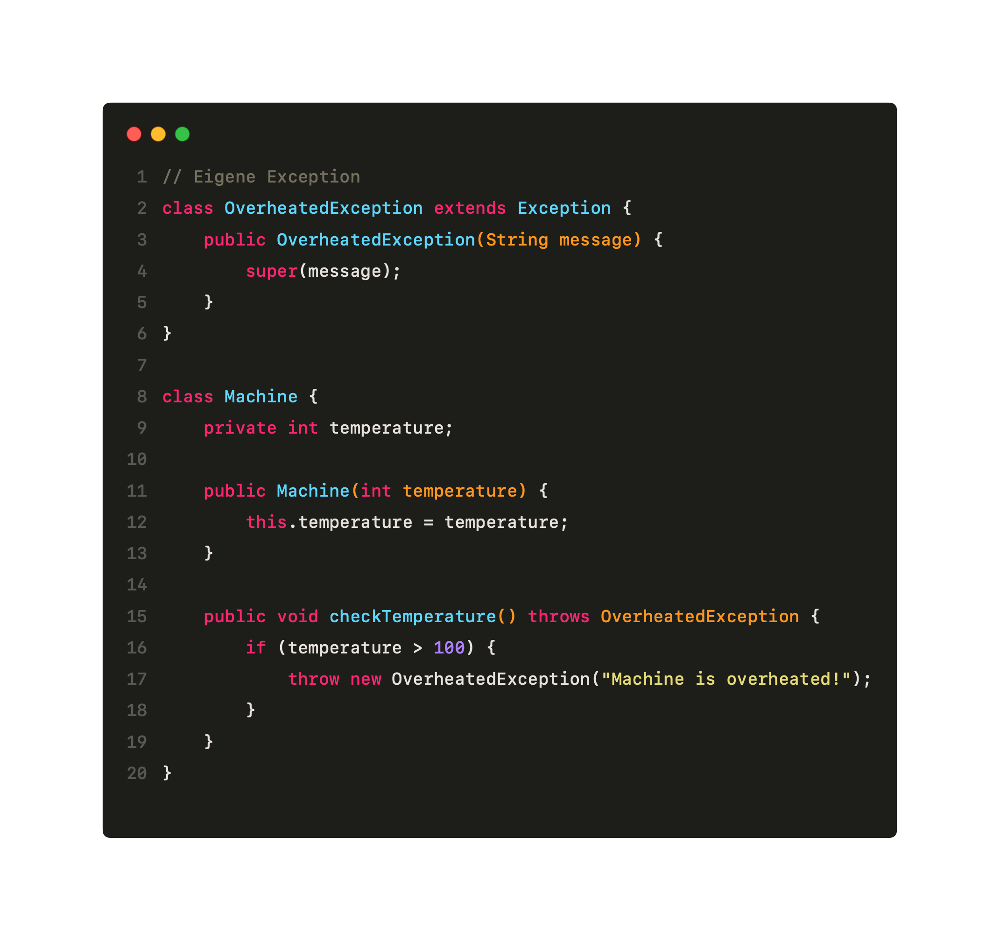 1 // Eigene Exception
2 class OverheatedException extends Exception {
3     public OverheatedException(String message) {
4         super(message);
5     }
6 }
7
8 class Machine {
9     private int temperature;
10
11     public Machine(int temperature) {
12         this.temperature = temperature;
13     }
14
15     public void checkTemperature() throws OverheatedException {
16         if (temperature > 100) {
17             throw new OverheatedException("Machine is overheated!");
18         }
19     }
20 }